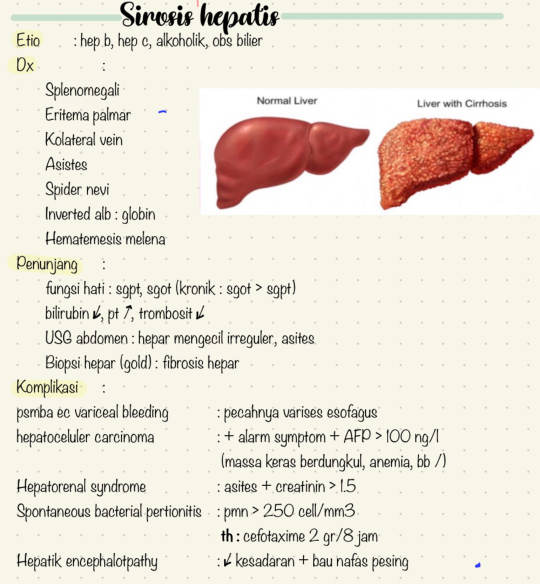 Sirosis hepatis
Etio : hep b, hep c, alkoholik, obs bilier
Dx :
Splenomegali
Eritema palmar
Kolateral vein
Asistes
Spider nevi
Inverted alb : globin
Hematemesis melena
Normal Liver
Liver with Cirrhosis
Penunjang :
fungsi hati : sgpt, sgot (kronik : sgot > sgpt)
bilirubin ↙, pt ↗, trombosit ↙
USG abdomen : hepar mengecil irreguler, asites
Biopsi hepar (gold) : fibrosis hepar
Komplikasi :
psmba ec variceal bleeding : pecahnya varises esofagus
hepatoceluler carcinoma : + alarm symptom + AFP > 100 ng/l
(massa keras berdungkul, anemia, bb /)
Hepatorenal syndrome : asites + creatinin > 1.5
Spontaneous bacterial pertionitis : pmn > 250 cell/mm3
th : cefotaxime 2 gr/8 jam
Hepatik encephalotpathy : ↙ kesadaran + bau nafas pesing